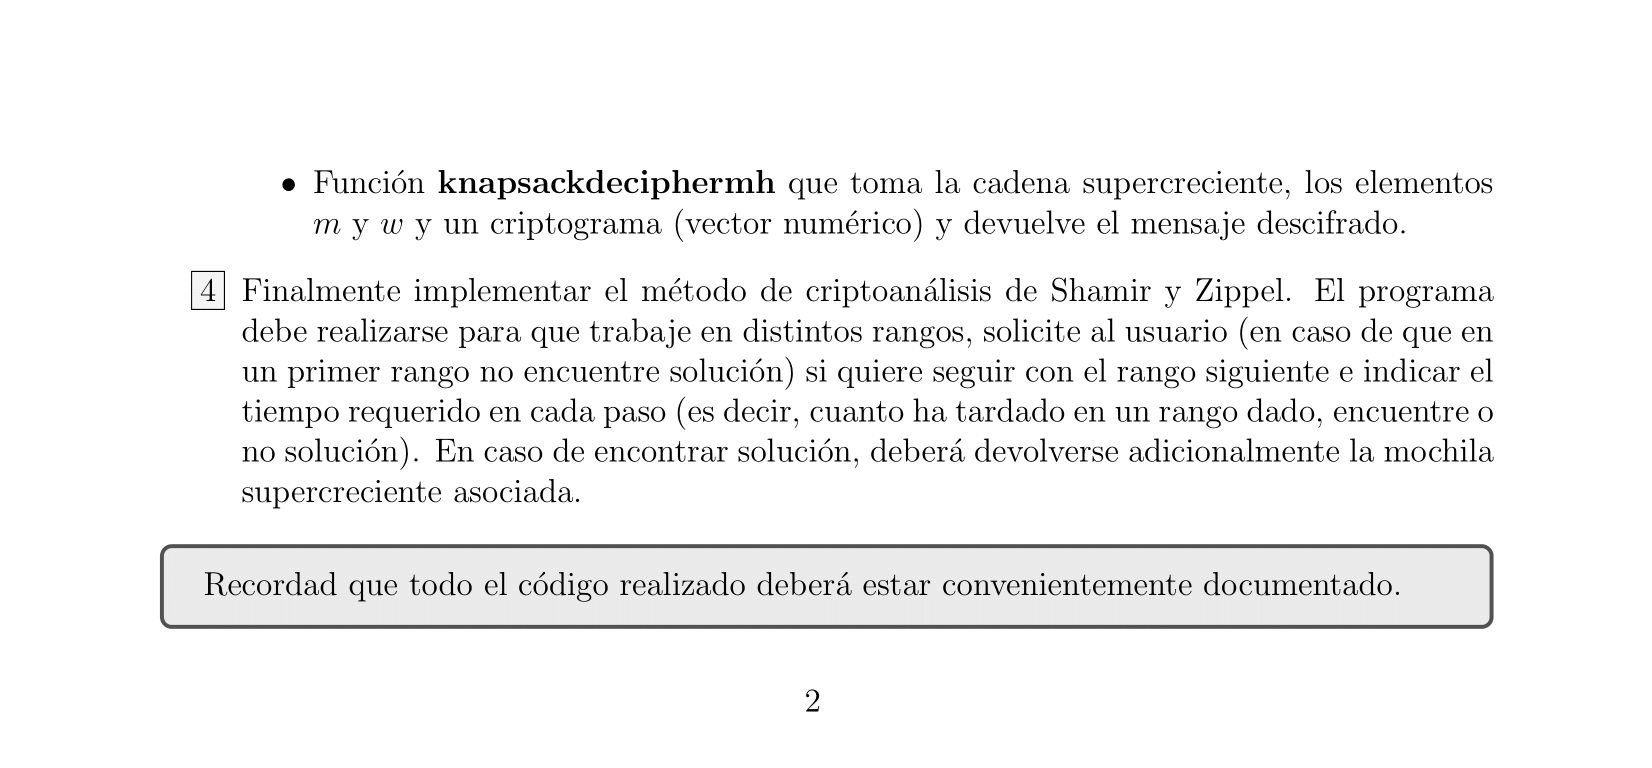 • Función knapsackdeciphermh que toma la cadena supercreciente, los elementos
m y w y un criptograma (vector numérico) y devuelve el mensaje descifrado.
4 Finalmente implementar el método de criptoanálisis de Shamir y Zippel. El programa
debe realizarse para que trabaje en distintos rangos, solicite al usuario (en caso de que en
un primer rango no encuentre solución) si quiere seguir con el rango siguiente e indicar el
tiempo requerido en cada paso (es decir, cuanto ha tardado en un rango dado, encuentre o
no solución). En caso de encontrar solución, deberá devolverse adicionalmente la mochila
supercreciente asociada.
Recordad que todo el código realizado deberá estar convenientemente documentado.
2